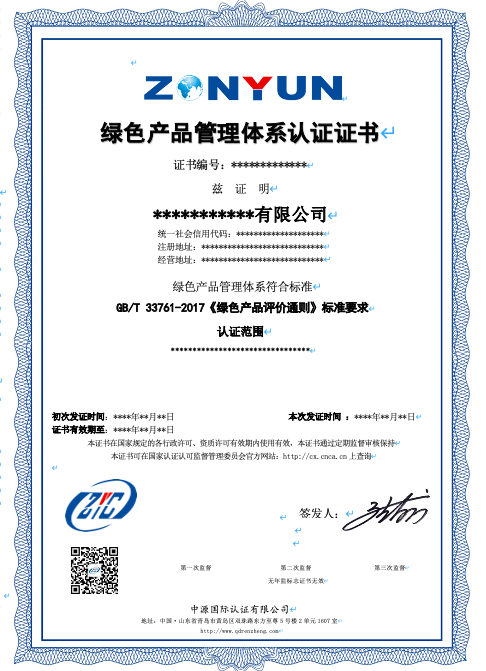 ZONYUN
绿色产品管理体系认证证书
证书编号：*************
兹 证 明
***********有限公司
统一社会信用代码：*******************
注册地址：***************************
经营地址：***************************
绿色产品管理体系符合标准
GB/T 33761-2017《绿色产品评价通则》标准要求
认证范围
********************************
初次发证时间：****年**月**日 本次发证时间 ：****年**月**日
证书有效期至：****年**月**日
本证书在国家规定的各行政许可、资质许可有效期内使用有效，本证书通过定期监督审核保持
本证书可在国家认证认可监督管理委员会官方网站：http://cx.cnca.cn上查询
ZYC
签发人：
第一次监督 第二次监督 第三次监督
无年监标志证书无效
中源国际认证有限公司
地址：中国·山东省青岛市黄岛区双珠路东方至尊5号楼2单元1607室
http://www.qdrenzheng.com